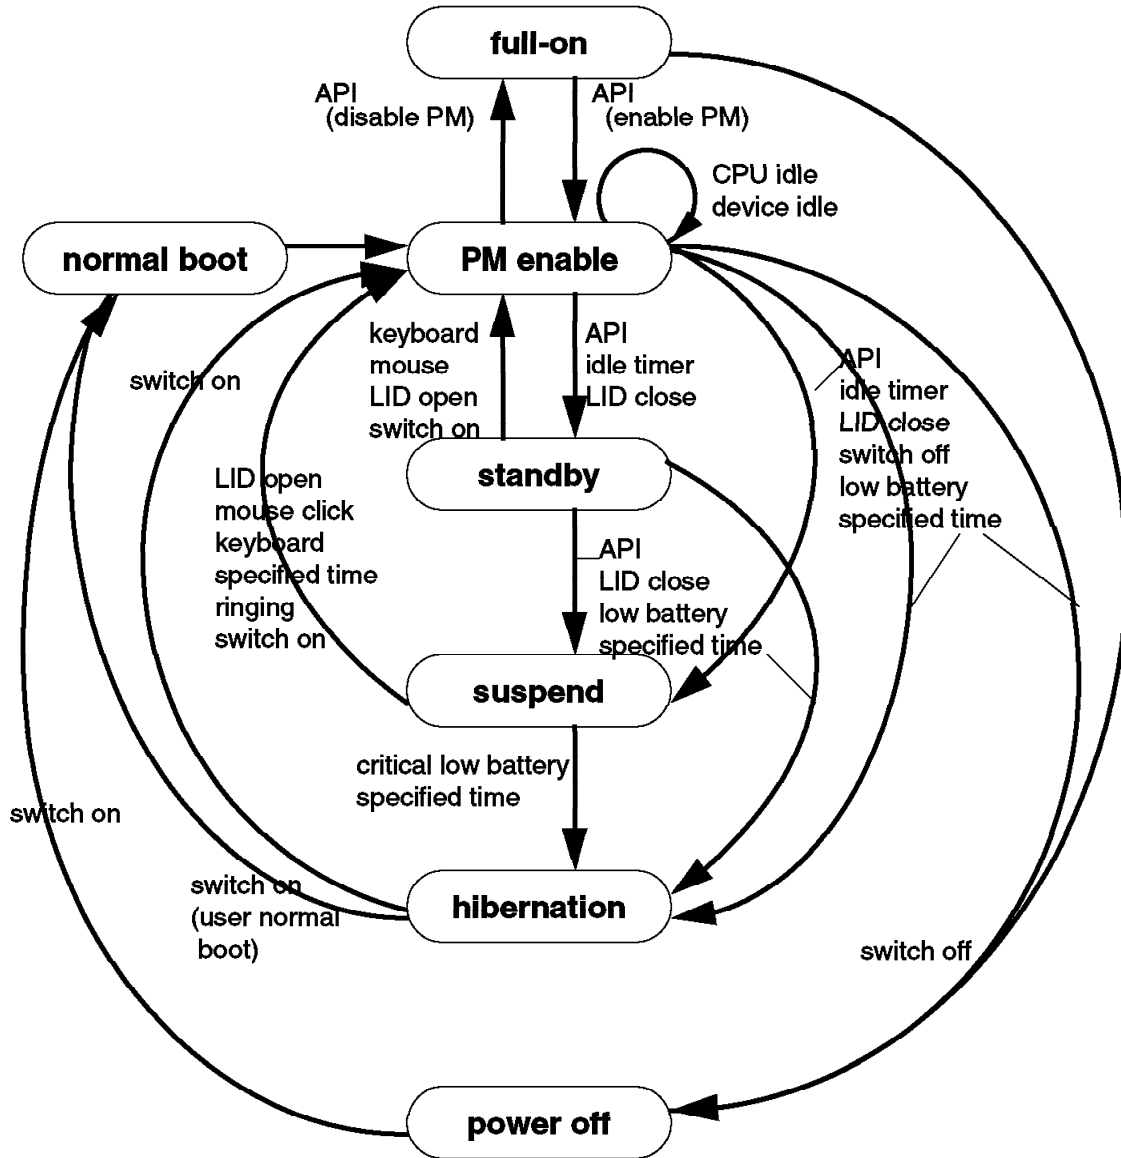 full-on
API
(disable PM)
API
(enable PM)
CPU idle
device idle
normal boot
PM enable
keyboard
mouse
LID open
switch on
API
idle timer
LID close
switch on
API
idle timer
LID close
switch off
low battery
specified time
standby
LID open
mouse click
keyboard
specified time
ringing
switch on
API
LID close
low battery
specified time
suspend
critical low battery
specified time
switch on
switch on
(user normal
boot)
hibernation
switch off
power off